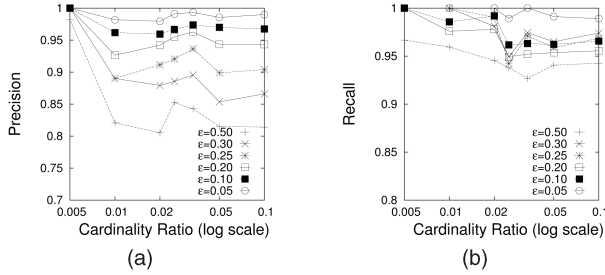 1
0.95
0.9
0.85
0.8
0.75
0.7
Precision
ε=0.50
ε=0.30
ε=0.25
ε=0.20
ε=0.10
ε=0.05
0.005 0.01 0.02 0.05 0.1
Cardinality Ratio (log scale)
(a)
1
0.95
0.9
0.85
0.8
Recall
ε=0.50
ε=0.30
ε=0.25
ε=0.20
ε=0.10
ε=0.05
0.005 0.01 0.02 0.05 0.1
Cardinality Ratio (log scale)
(b)